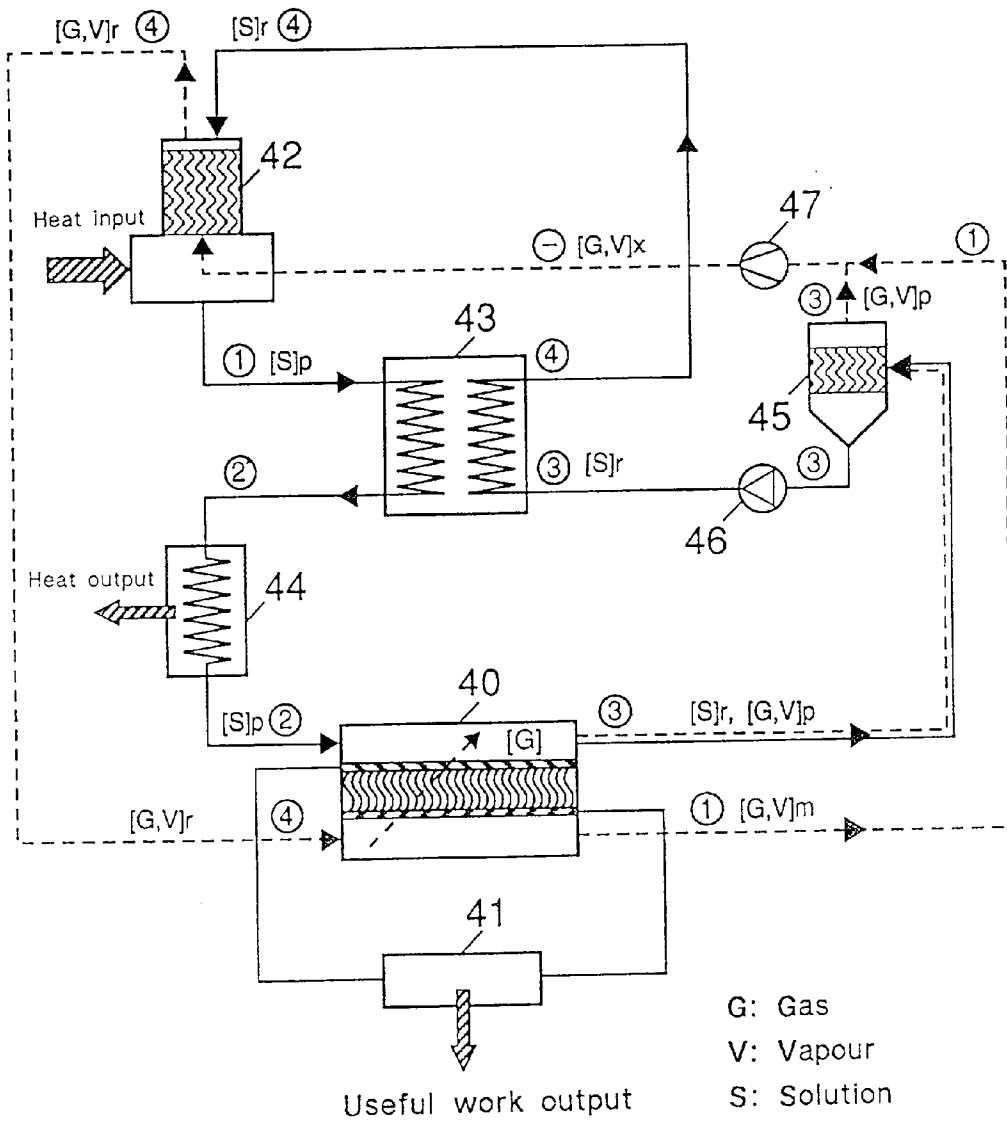 [G,V]r ④
[S]r ④
42
Heat input
47
⊖ [G,V]x
①
③ [G,V]p
43
① [S]p
④
45
②
③ [S]r
③
46
Heat output
44
40
[S]p ②
[G]
③
[S]r, [G,V]p
[G,V]r
④
① [G,V]m
41
G: Gas
V: Vapour
S: Solution
Useful work output